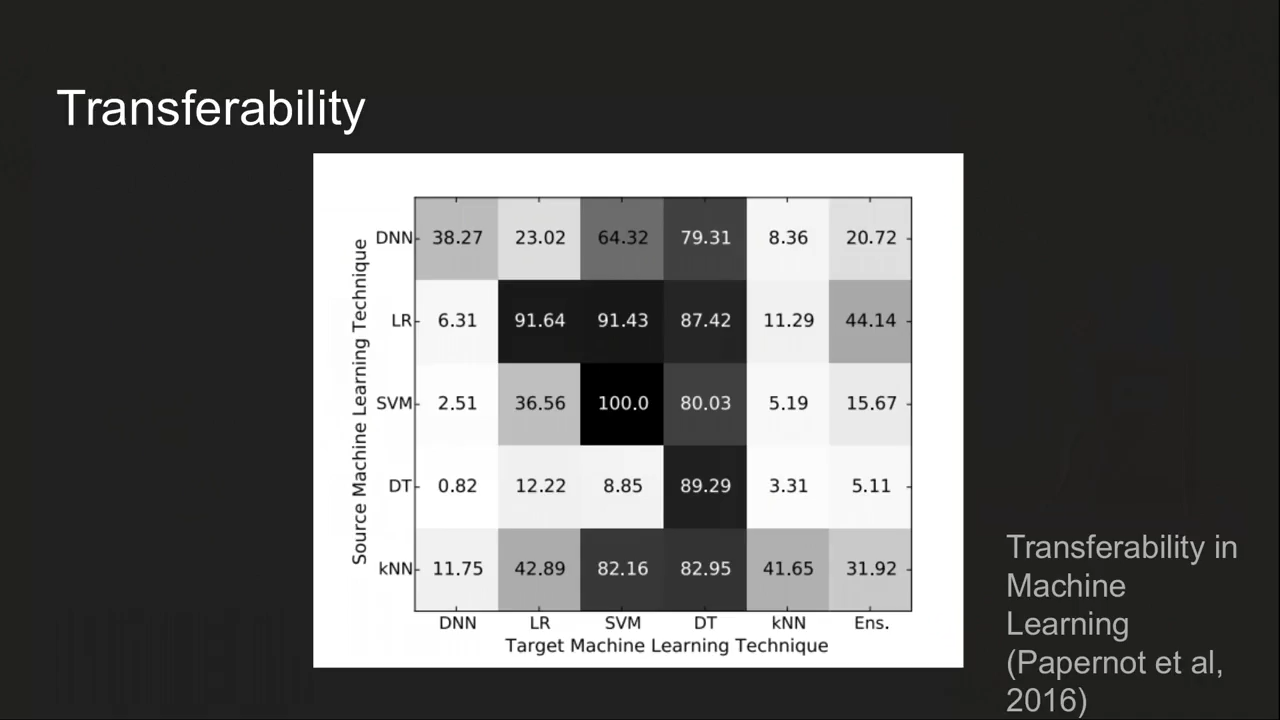 Transferability
Source Machine Learning Technique
DNN 38.27 23.02 64.32 79.31 8.36 20.72
LR 6.31 91.64 91.43 87.42 11.29 44.14
SVM 2.51 36.56 100.0 80.03 5.19 15.67
DT 0.82 12.22 8.85 89.29 3.31 5.11
kNN 11.75 42.89 82.16 82.95 41.65 31.92
DNN LR SVM DT kNN Ens.
Target Machine Learning Technique
Transferability in
Machine
Learning
(Papernot et al,
2016)